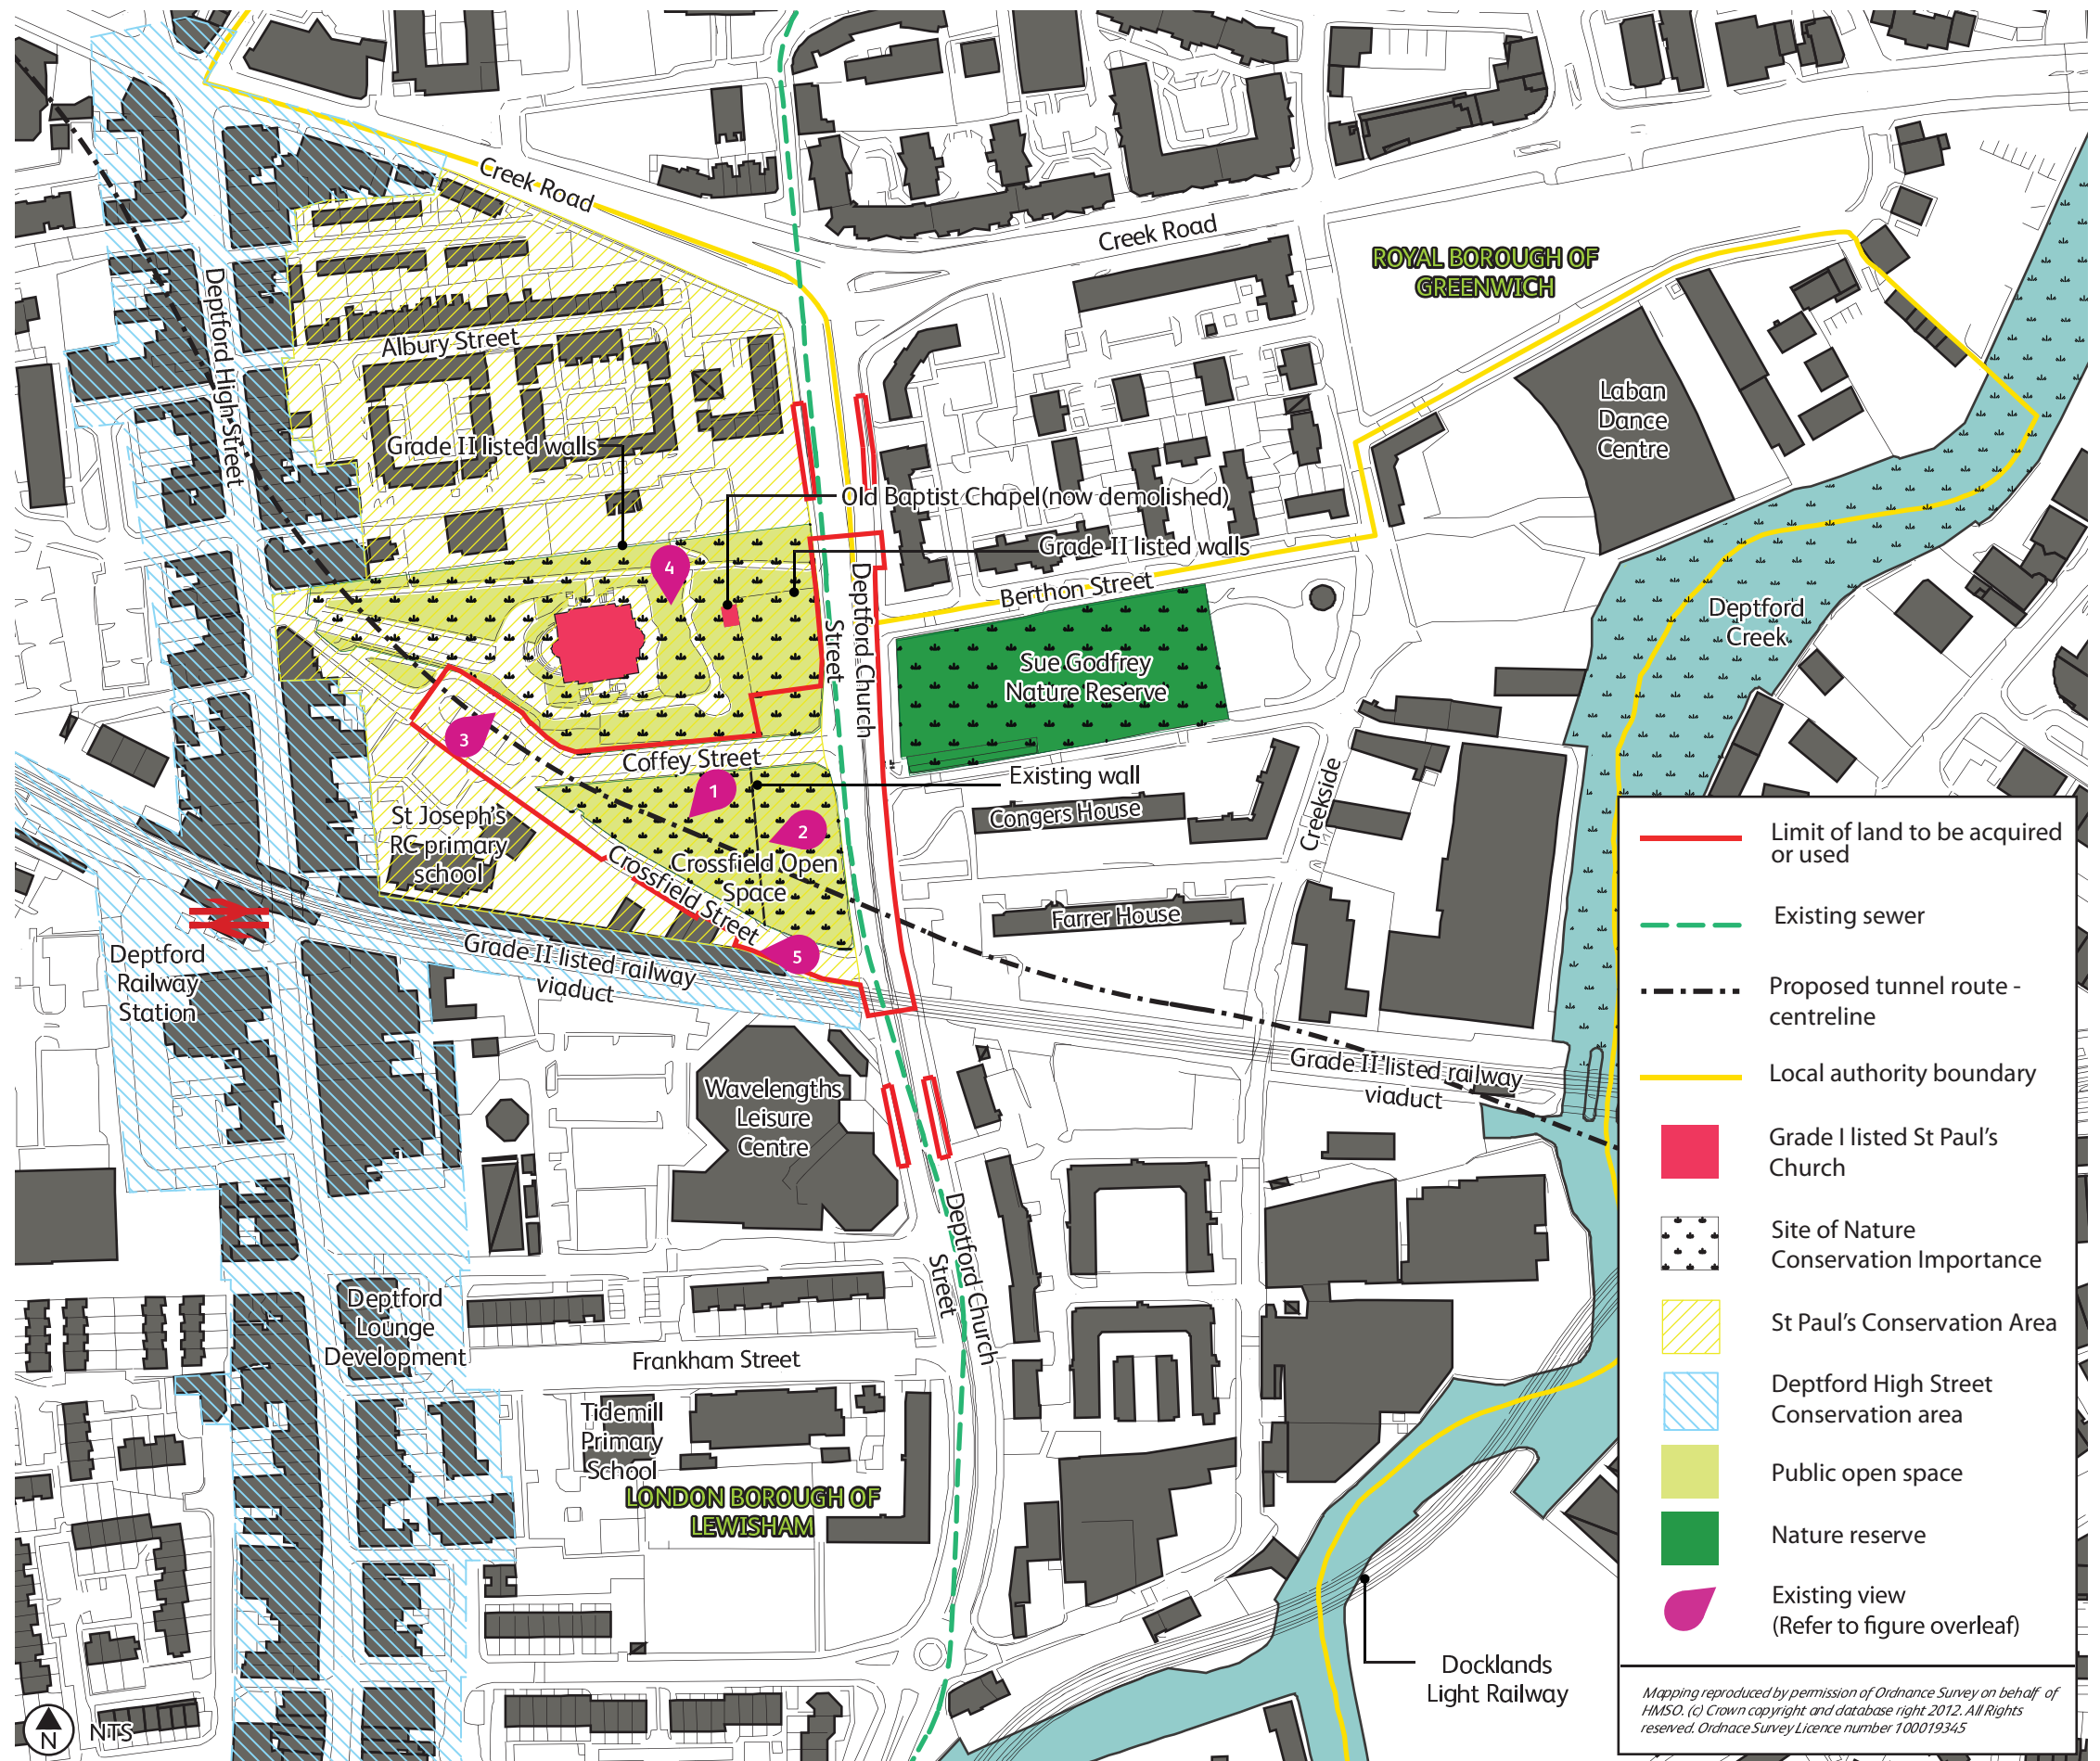 Creek Road
Creek Road
ROYAL BOROUGH OF
GREENWICH
Deptford High Street
Albury Street
Laban
Dance
Centre
Grade II listed walls
Old Baptist Chapel(now demolished)
Grade II listed walls
4
Berthon Street
Deptford Church
Street
Deptford
Creek
Sue Godfrey
Nature Reserve
3
Coffey Street
Existing wall
1
2
Congers House
Creekside
St Joseph's
RC primary
school
Crossfield Open
Space
Crossfield Street
Farrer House
5
Grade II listed railway
viaduct
Deptford
Railway
Station
Grade II listed railway
viaduct
Wavelengths
Leisure
Centre
Deptford Church
Street
Deptford
Lounge
Development
Frankham Street
Tidemill
Primary
School
LONDON BOROUGH OF
LEWISHAM
Docklands
Light Railway
N
NTS
Limit of land to be acquired
or used
Existing sewer
Proposed tunnel route -
centreline
Local authority boundary
Grade I listed St Paul's
Church
Site of Nature
Conservation Importance
St Paul's Conservation Area
Deptford High Street
Conservation area
Public open space
Nature reserve
Existing view
(Refer to figure overleaf)
Mapping reproduced by permission of Ordnance Survey on behalf of
HMSO. (c) Crown copyright and database right 2012. All Rights
reserved. Ordnace Survey Licence number 100019345